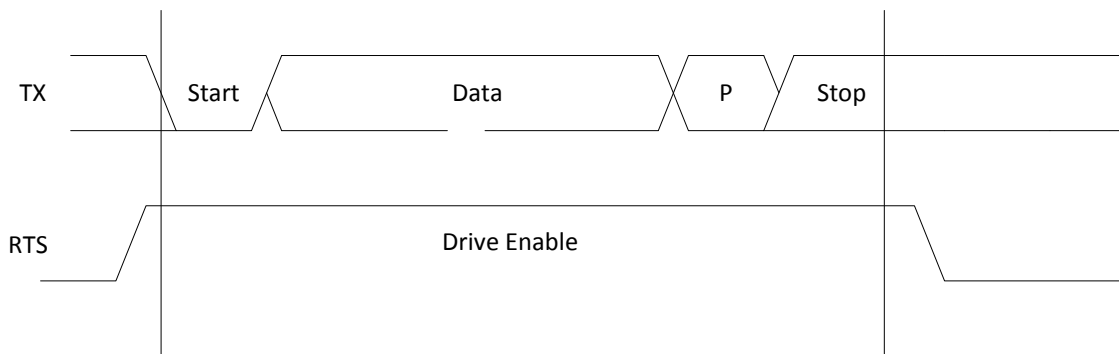 TX
Start
Data
P
Stop
RTS
Drive Enable